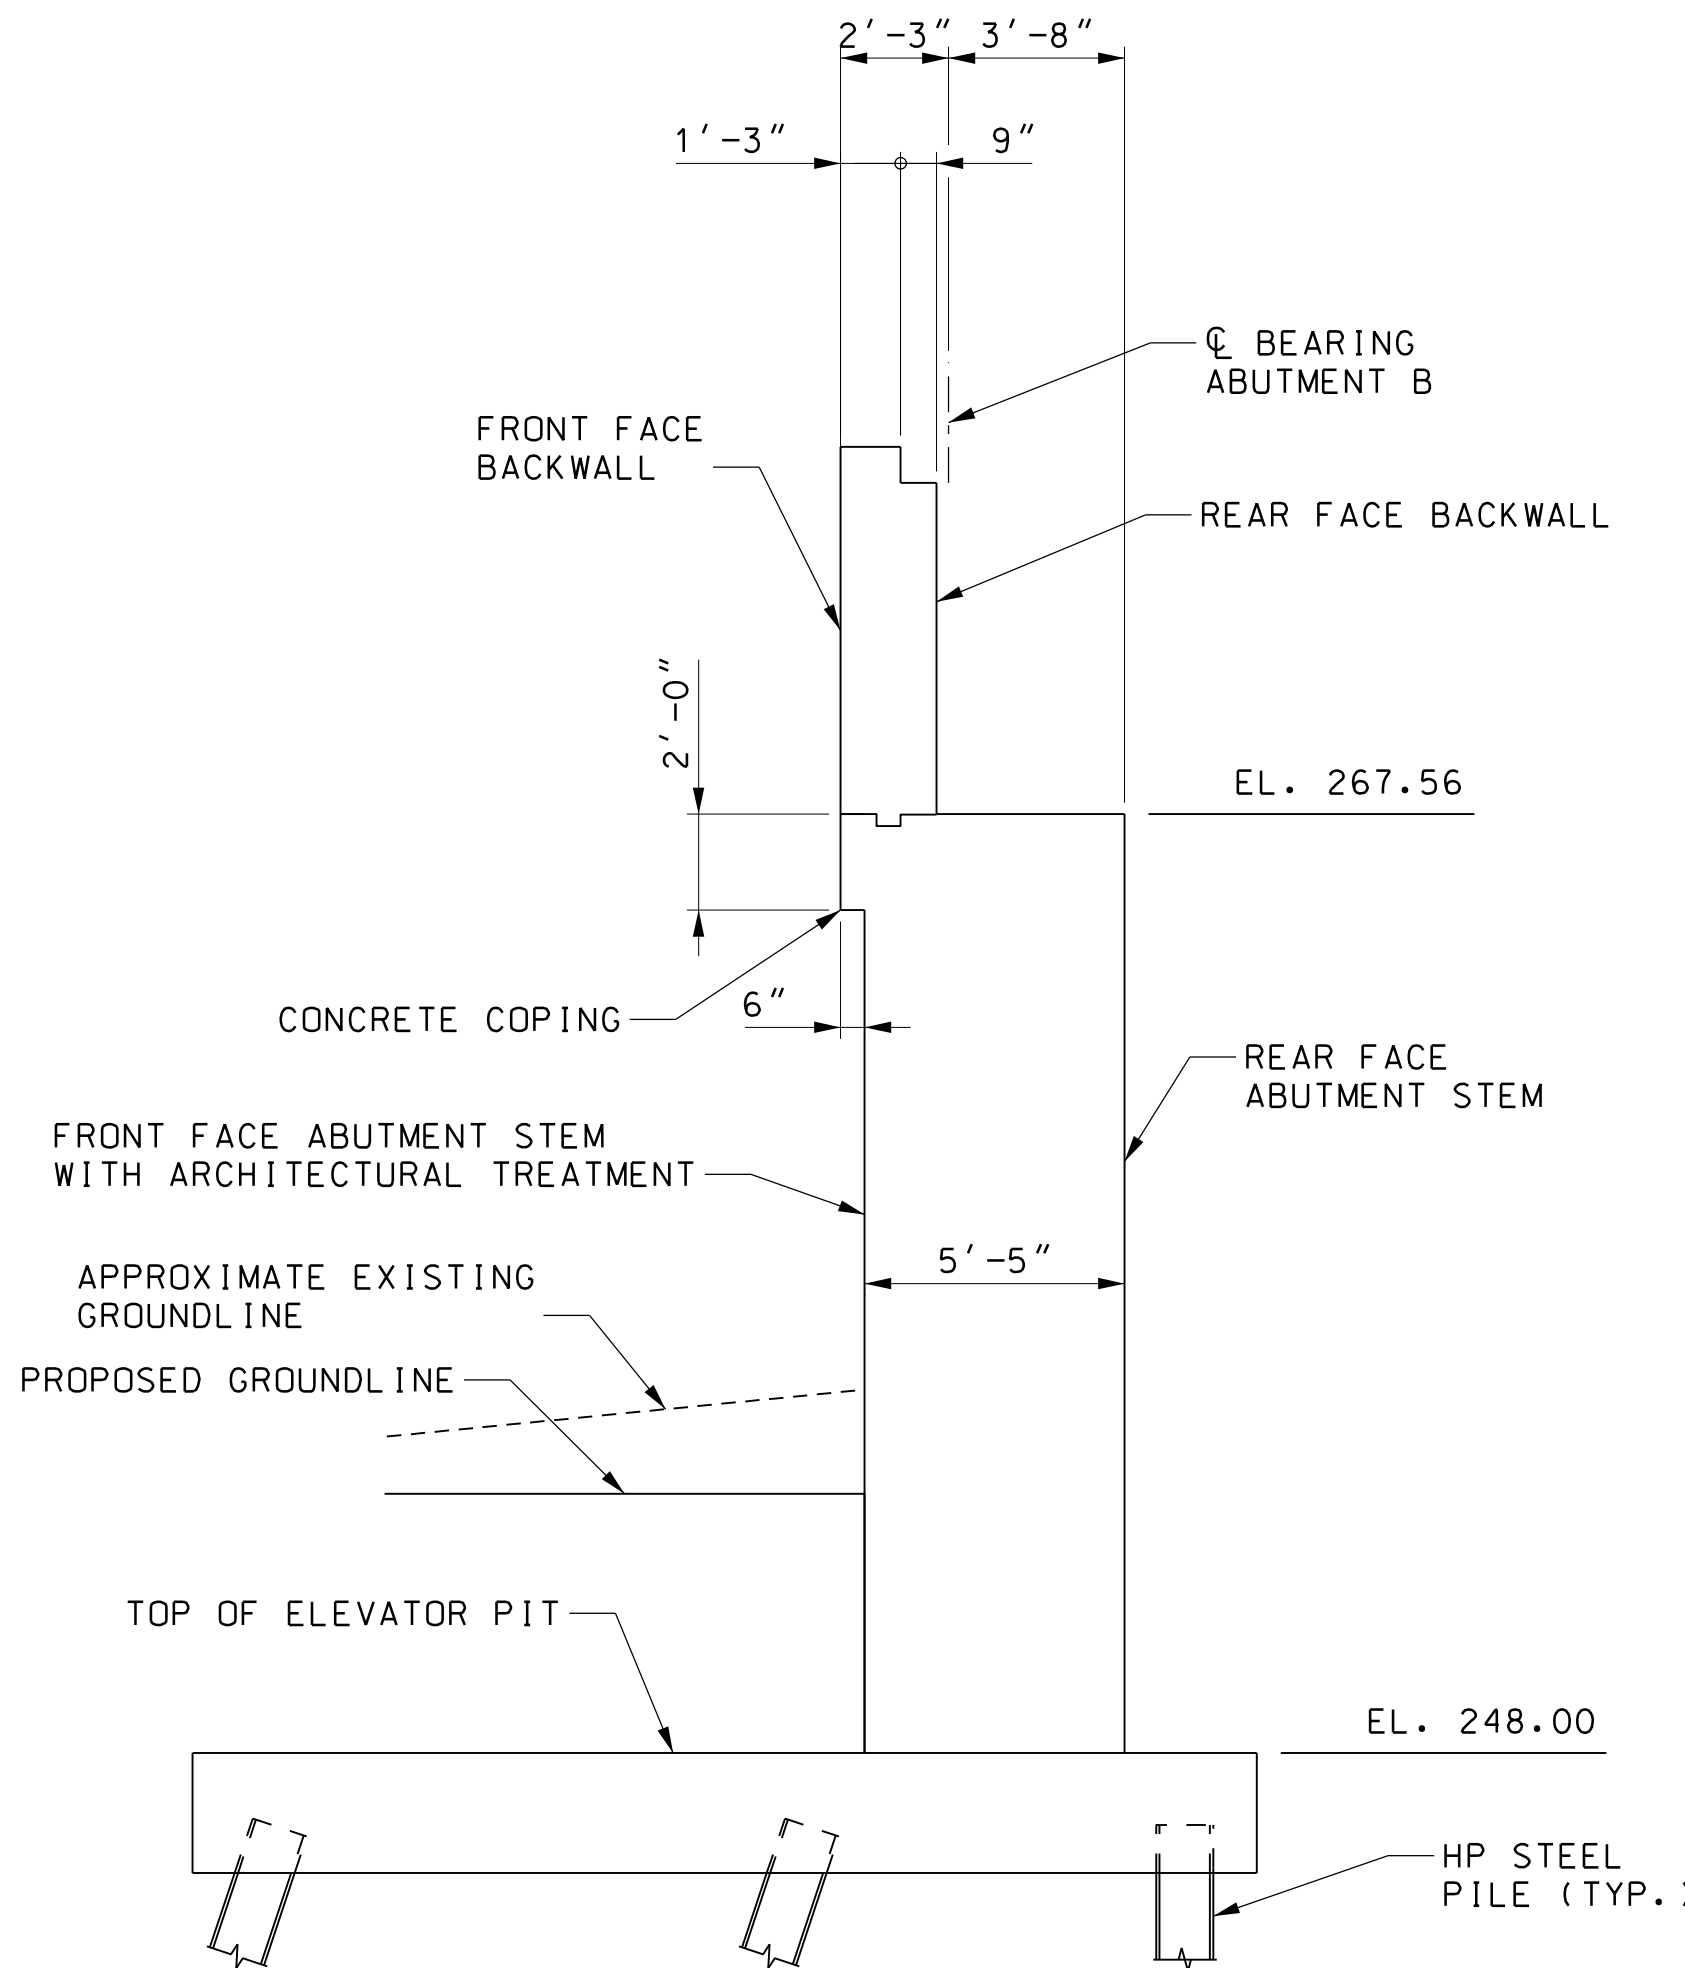 2'-3" 3'-8"
1'-3" 9"
℄ BEARING
ABUTMENT B
FRONT FACE
BACKWALL
REAR FACE BACKWALL
2'-0"
EL. 267.56
CONCRETE COPING
6"
REAR FACE
ABUTMENT STEM
FRONT FACE ABUTMENT STEM
WITH ARCHITECTURAL TREATMENT
5'-5"
APPROXIMATE EXISTING
GROUNDLINE
PROPOSED GROUNDLINE
TOP OF ELEVATOR PIT
EL. 248.00
HP STEEL
PILE (TYP.)